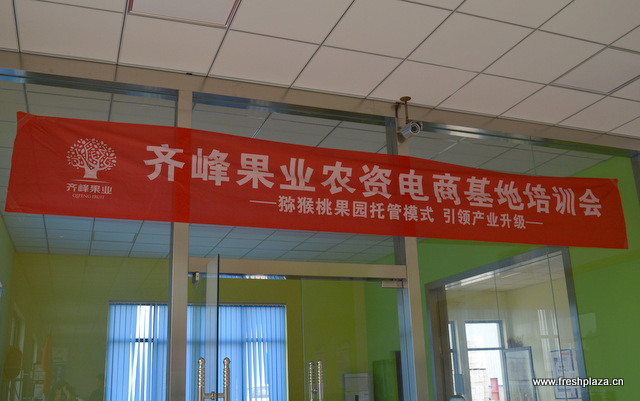 齐峰果业农资电商基地培训会
——猕猴桃果园托管模式 引领产业升级——
齐峰果业
QIFENG FRUIT
www.freshplaza.cn